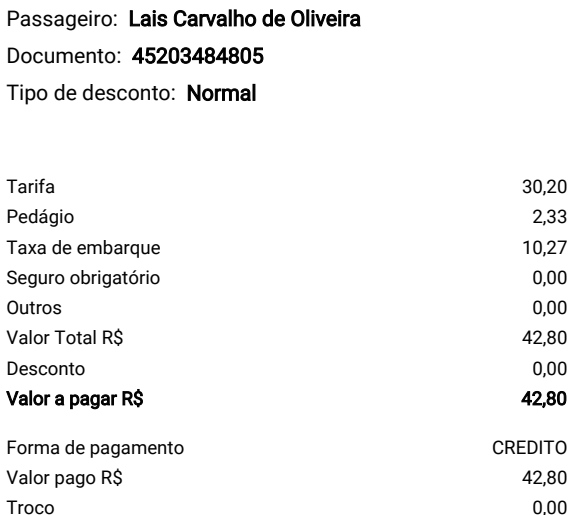 Passageiro: Lais Carvalho de Oliveira
Documento: 45203484805
Tipo de desconto: Normal
Tarifa 30,20
Pedágio 2,33
Taxa de embarque 10,27
Seguro obrigatório 0,00
Outros 0,00
Valor Total R$ 42,80
Desconto 0,00
Valor a pagar R$ 42,80
Forma de pagamento CREDITO
Valor pago R$ 42,80
Troco 0,00